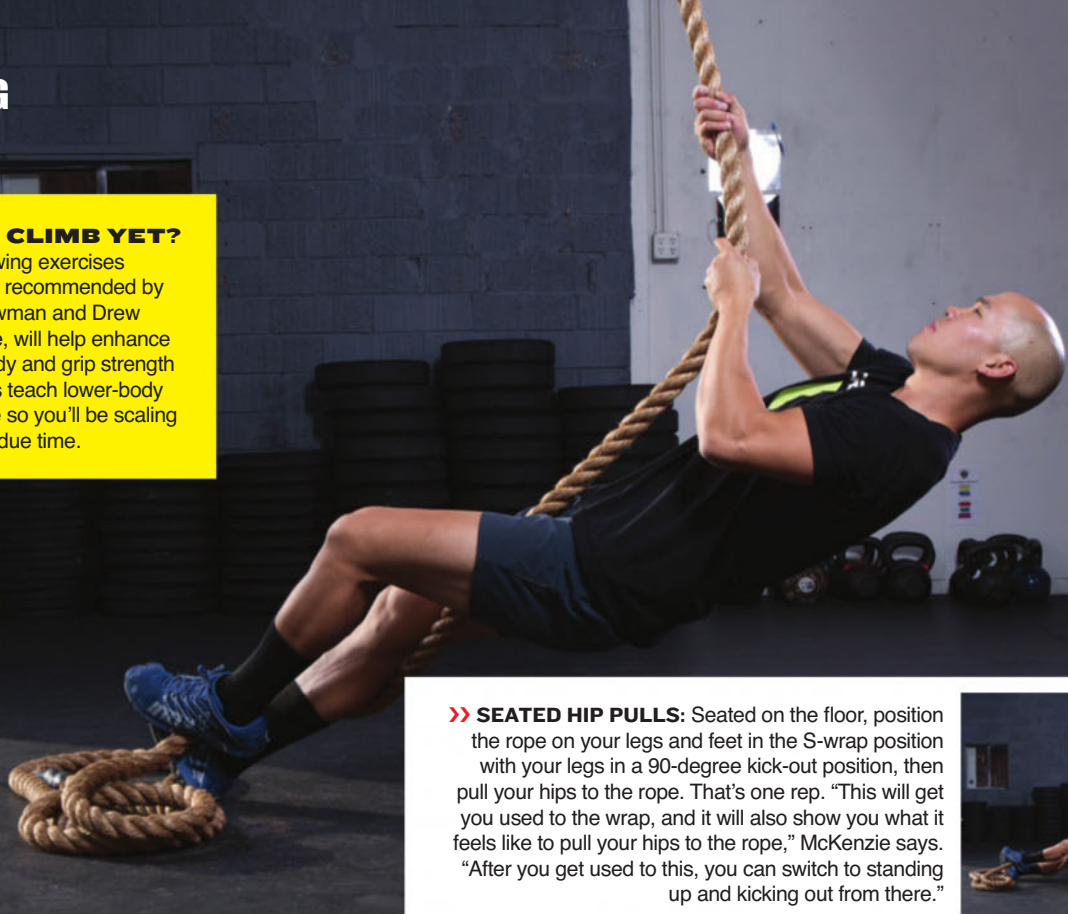 G
CLIMB YET?
wing exercises
recommended by
wman and Drew
e, will help enhance
dy and grip strength
s teach lower-body
e so you'll be scaling
due time.
›› SEATED HIP PULLS: Seated on the floor, position
the rope on your legs and feet in the S-wrap position
with your legs in a 90-degree kick-out position, then
pull your hips to the rope. That's one rep. “This will get
you used to the wrap, and it will also show you what it
feels like to pull your hips to the rope,” McKenzie says.
“After you get used to this, you can switch to standing
up and kicking out from there.”